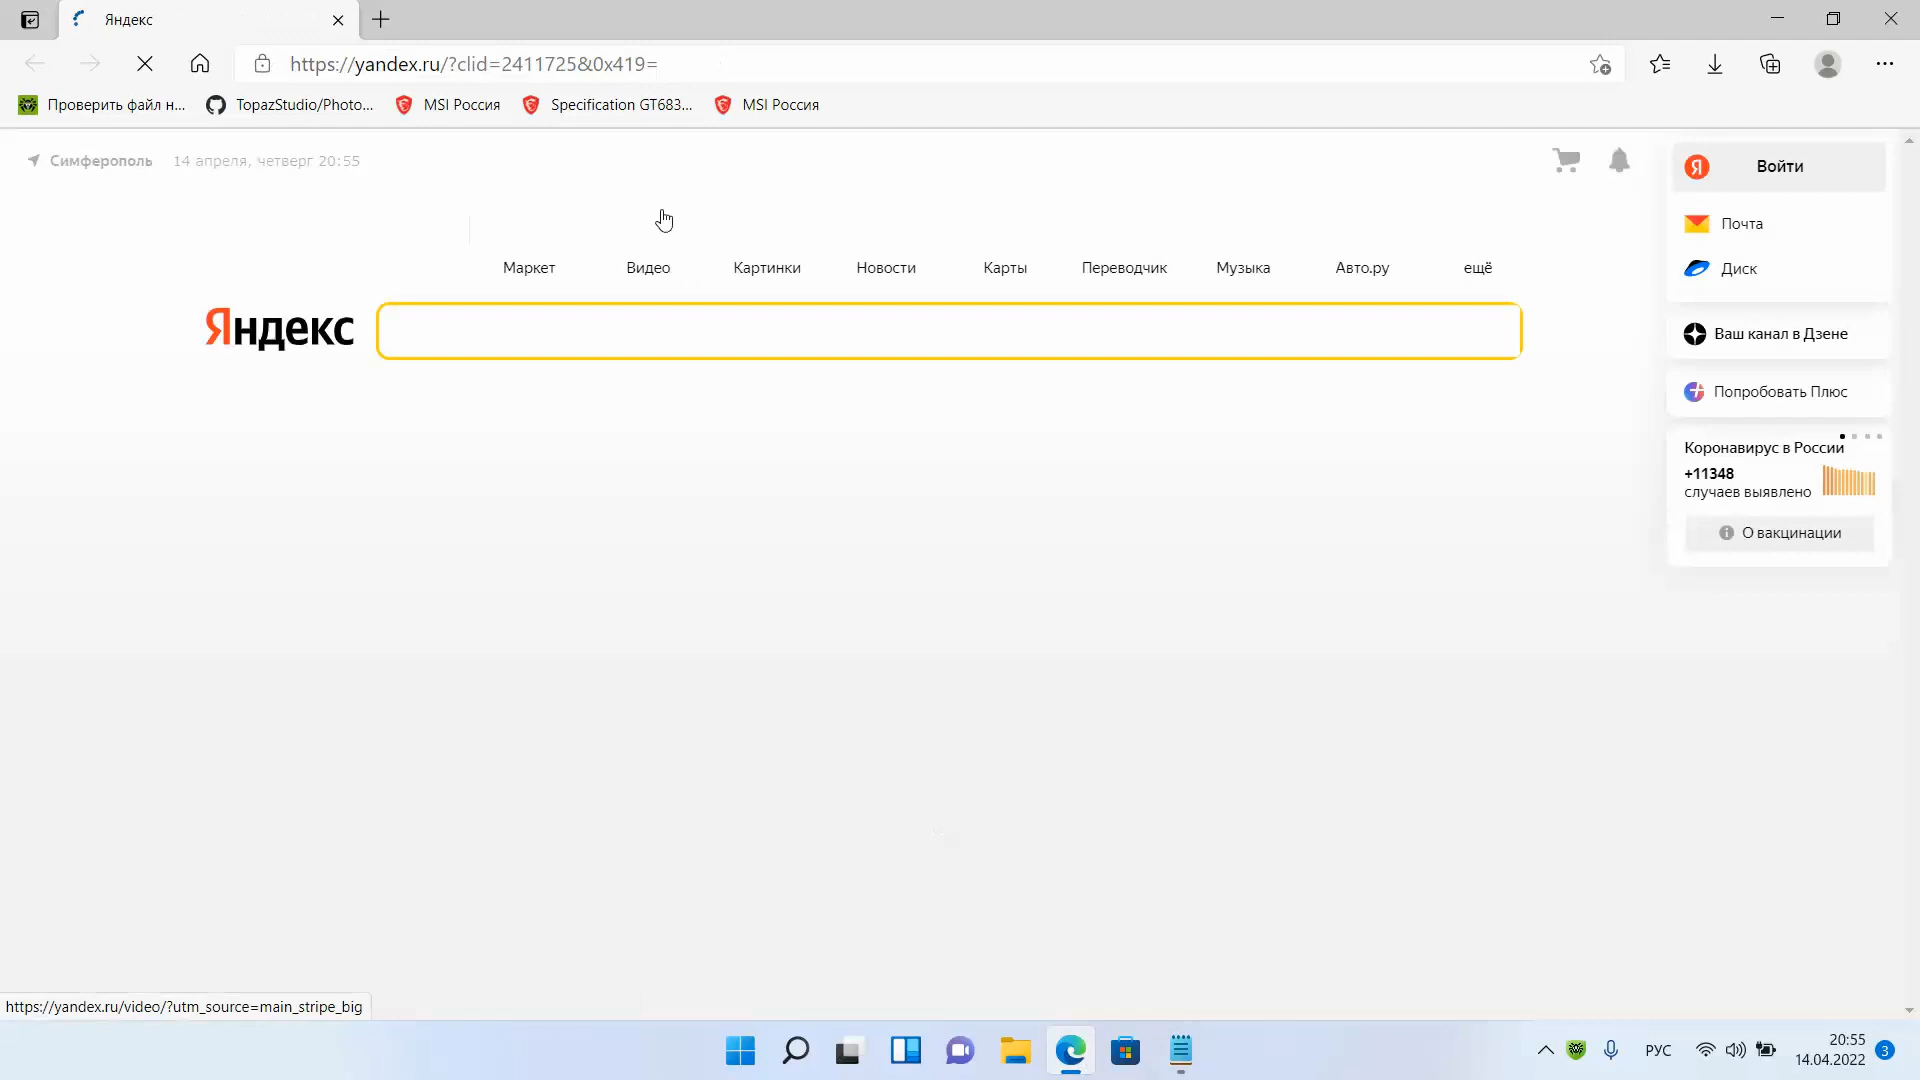 Яндекс
https://yandex.ru/?clid=2411725&0x419=
Проверить файл н...
TopazStudio/Photo...
MSI Россия
Specification GT683...
MSI Россия
Симферополь 14 апреля, четверг 20:55
Войти
Почта
Диск
Маркет Видео Картинки Новости Карты Переводчик Музыка Авто.ру ещё
Яндекс
Ваш канал в Дзене
Попробовать Плюс
Коронавирус в России
+11348
случаев выявлено
О вакцинации
https://yandex.ru/video/?utm_source=main_stripe_big
РУС
20:55
14.04.2022
3